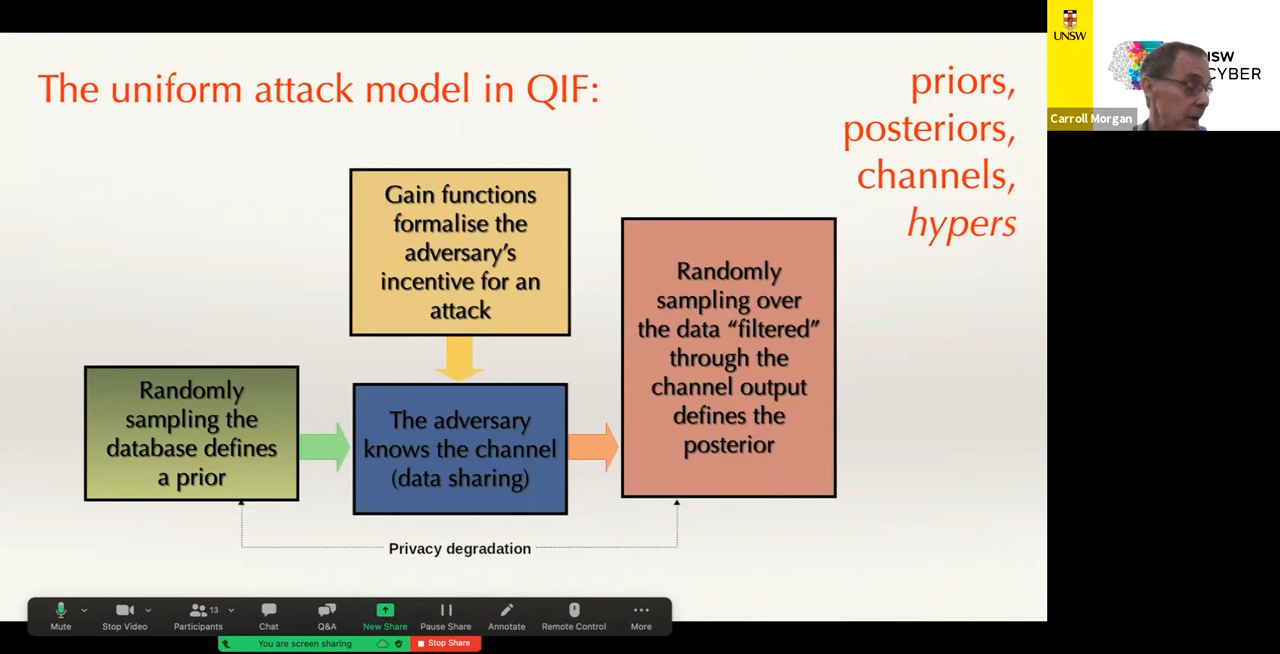 The uniform attack model in QIF:
priors,
posteriors,
channels,
hypers
UNSW
CYBER
Carroll Morgan
Gain functions
formalise the
adversary’s
incentive for an
attack
Randomly
sampling the
database defines
a prior
The adversary
knows the channel
(data sharing)
Randomly
sampling over
the data “filtered”
through the
channel output
defines the
posterior
Privacy degradation
Mute
Stop Video
13
Participants
Chat
Q&A
New Share
Pause Share
Annotate
Remote Control
More
You are screen sharing
Stop Share